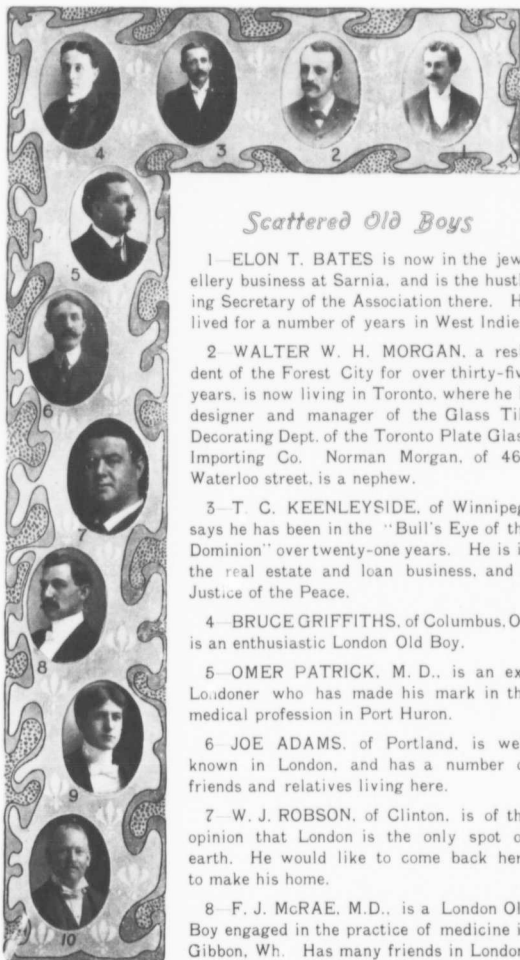 4 3 2 1
5
6
7
8
9
10
Scattered Old Boys
1 ELON T. BATES is now in the jew
ellery business at Sarnia, and is the hustl
ing Secretary of the Association there. H
lived for a number of years in West Indie
2 WALTER W. H. MORGAN, a resi
dent of the Forest City for over thirty-fiv
years, is now living in Toronto, where he i
designer and manager of the Glass Til
Decorating Dept. of the Toronto Plate Glas
Importing Co. Norman Morgan, of 46
Waterloo street, is a nephew.
3 T. C. KEENLEYSIDE, of Winnipeg
says he has been in the "Bull's Eye of th
Dominion" over twenty-one years. He is i
the real estate and loan business, and
Justice of the Peace.
4 BRUCE GRIFFITHS, of Columbus, O
is an enthusiastic London Old Boy.
5 OMER PATRICK, M. D., is an ex
Londoner who has made his mark in th
medical profession in Port Huron.
6 JOE ADAMS, of Portland, is we
known in London, and has a number o
friends and relatives living here.
7 W. J. ROBSON, of Clinton, is of th
opinion that London is the only spot o
earth. He would like to come back her
to make his home.
8 F. J. McRAE, M.D., is a London Ol
Boy engaged in the practice of medicine i
Gibbon, Wh. Has many friends in London